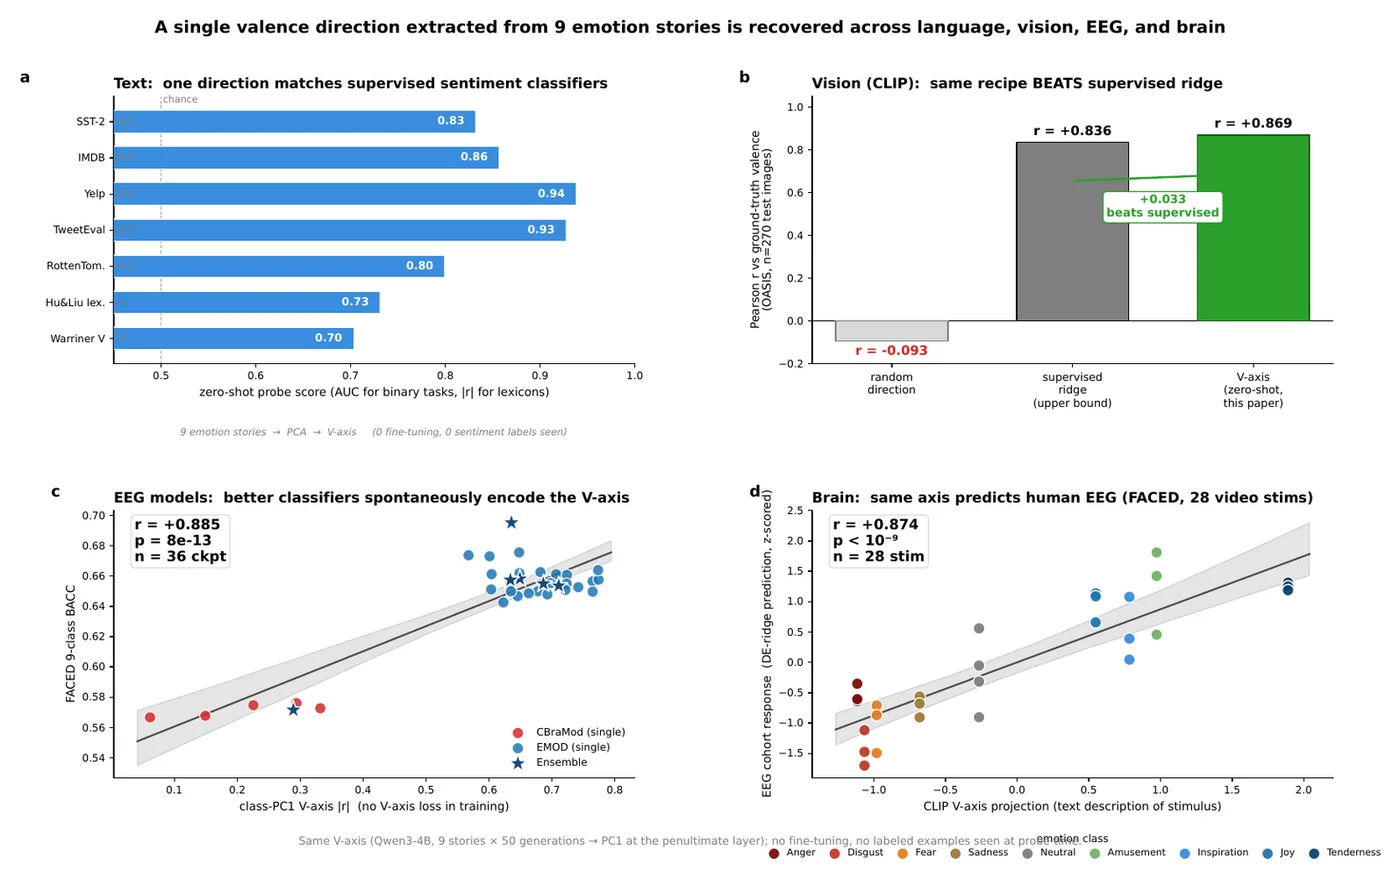 A single valence direction extracted from 9 emotion stories is recovered across language, vision, EEG, and brain
a
Text: one direction matches supervised sentiment classifiers
chance
SST-2
0.83
IMDB
0.86
Yelp
0.94
TweetEval
0.93
RottenTom.
0.80
Hu&Liu lex.
0.73
Warriner V
0.70
0.5 0.6 0.7 0.8 0.9 1.0
zero-shot probe score (AUC for binary tasks, |r| for lexicons)
9 emotion stories → PCA → V-axis (0 fine-tuning, 0 sentiment labels seen)
b
Vision (CLIP): same recipe BEATS supervised ridge
Pearson r vs ground-truth valence
(OASIS, n=270 test images)
1.0
0.8
0.6
0.4
0.2
0.0
−0.2
r = -0.093
r = +0.836
r = +0.869
+0.033
beats supervised
random
direction
supervised
ridge
(upper bound)
V-axis
(zero-shot,
this paper)
c
EEG models: better classifiers spontaneously encode the V-axis
r = +0.885
p = 8e-13
n = 36 ckpt
FACED 9-class BACC
0.70
0.68
0.66
0.64
0.62
0.60
0.58
0.56
0.54
CBraMod (single)
EMOD (single)
Ensemble
0.1 0.2 0.3 0.4 0.5 0.6 0.7 0.8
class-PC1 V-axis |r| (no V-axis loss in training)
d
Brain: same axis predicts human EEG (FACED, 28 video stims)
r = +0.874
p < 10⁻⁹
n = 28 stim
EEG cohort response (DE-ridge prediction, z-scored)
2.5
2.0
1.5
1.0
0.5
0.0
−0.5
−1.0
−1.5
−1.0 −0.5 0.0 0.5 1.0 1.5 2.0
CLIP V-axis projection (text description of stimulus)
Same V-axis (Qwen3-4B, 9 stories × 50 generations → PC1 at the penultimate layer); no fine-tuning, no labeled examples seen at probe time.
emotion class
Anger Disgust Fear Sadness Neutral Amusement Inspiration Joy Tenderness